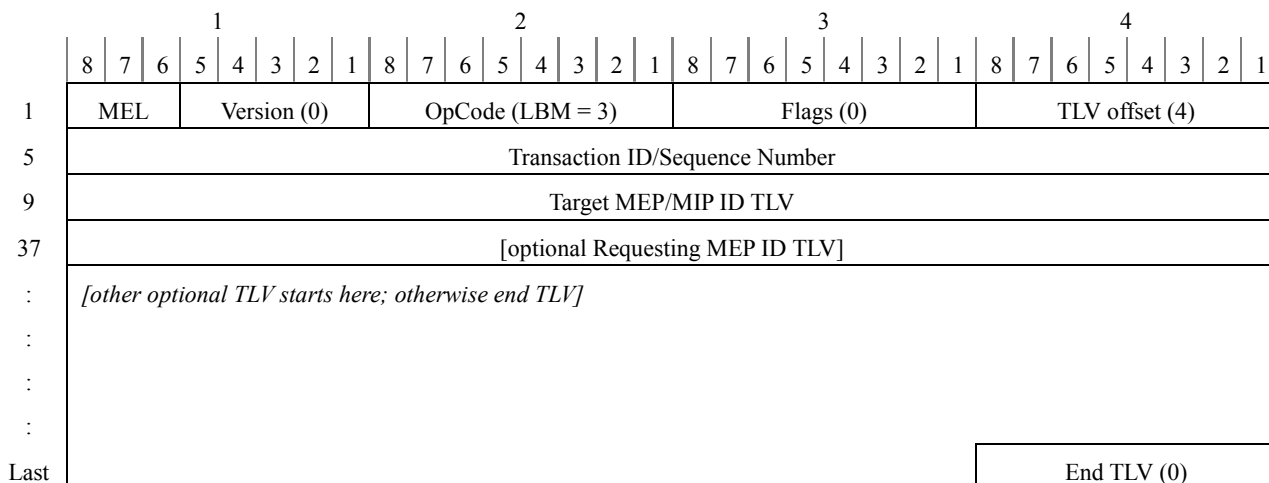 1 2 3 4
8 7 6 5 4 3 2 1 8 7 6 5 4 3 2 1 8 7 6 5 4 3 2 1 8 7 6 5 4 3 2 1
1 MEL Version (0) OpCode (LBM = 3) Flags (0) TLV offset (4)
5 Transaction ID/Sequence Number
9 Target MEP/MIP ID TLV
37 [optional Requesting MEP ID TLV]
: [other optional TLV starts here; otherwise end TLV]
:
:
:
Last End TLV (0)